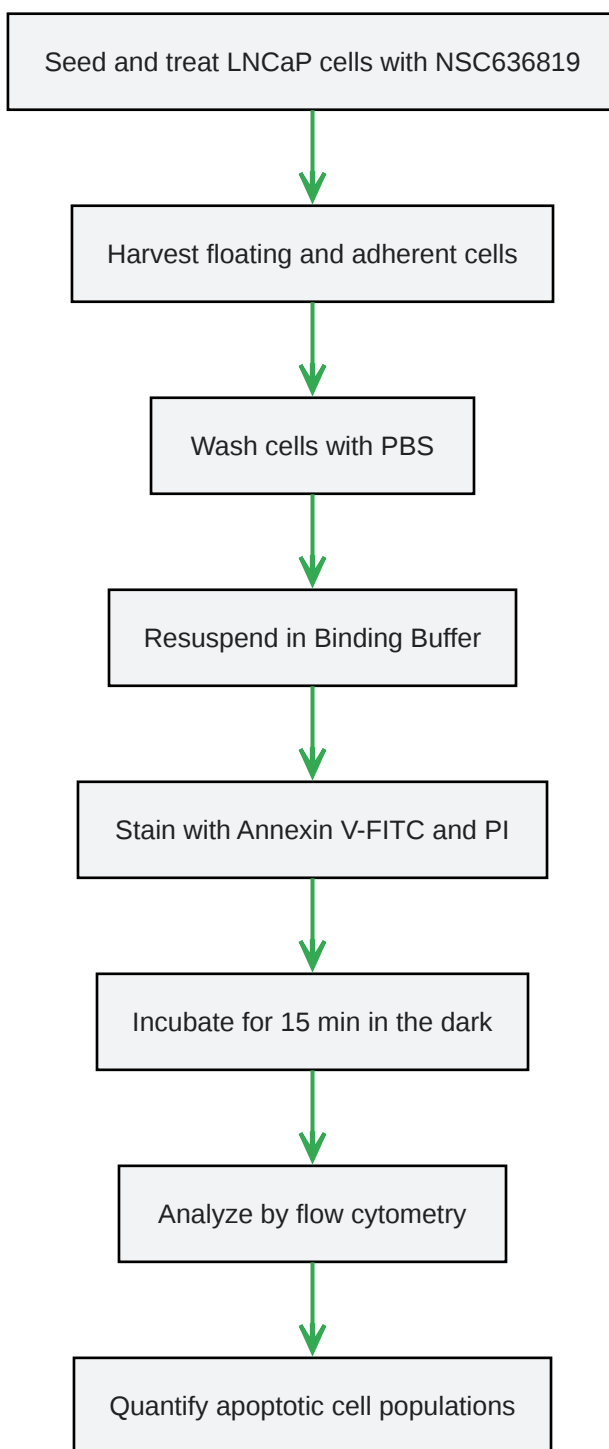 Seed and treat LNCaP cells with NSC636819
Harvest floating and adherent cells
Wash cells with PBS
Resuspend in Binding Buffer
Stain with Annexin V-FITC and PI
Incubate for 15 min in the dark
Analyze by flow cytometry
Quantify apoptotic cell populations